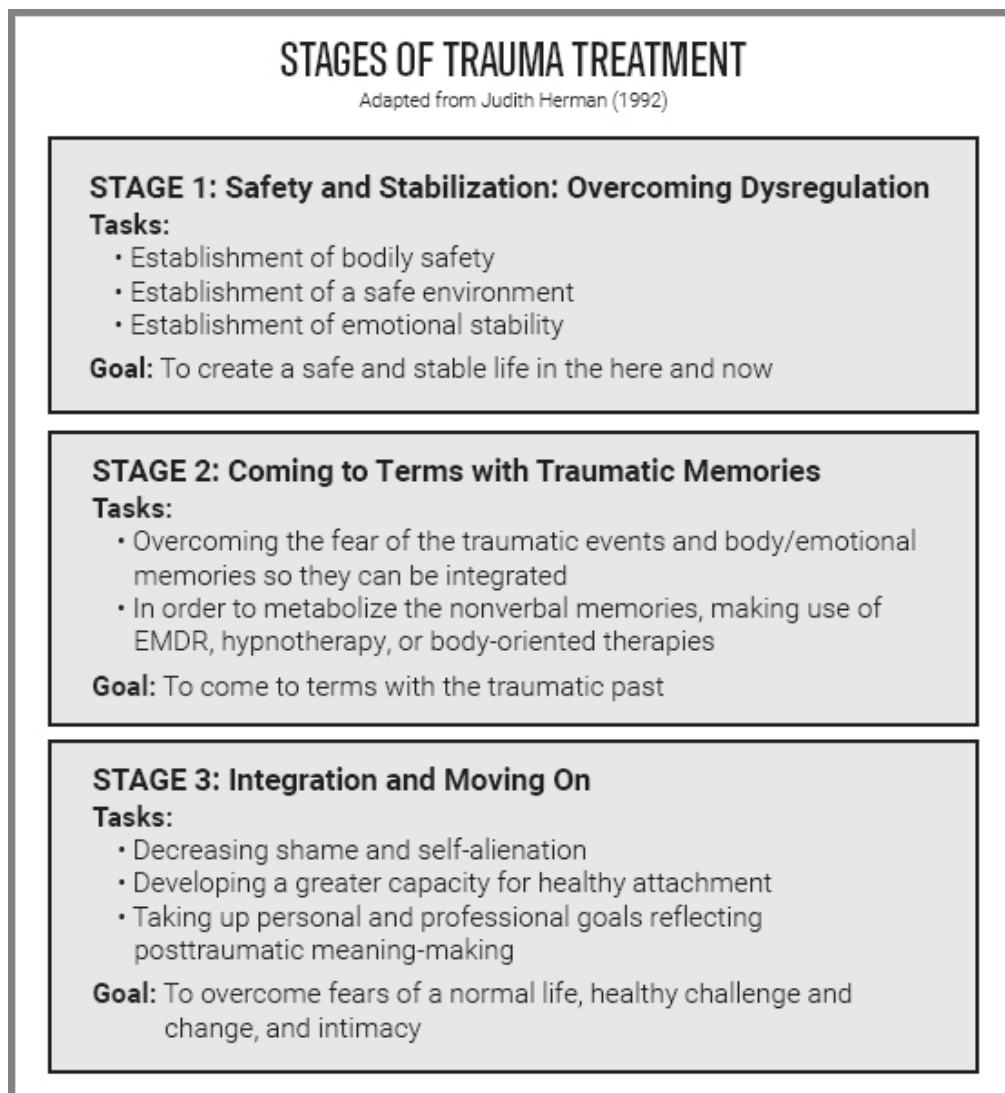 STAGES OF TRAUMA TREATMENT
Adapted from Judith Herman (1992)
STAGE 1: Safety and Stabilization: Overcoming Dysregulation
Tasks:
• Establishment of bodily safety
• Establishment of a safe environment
• Establishment of emotional stability
Goal: To create a safe and stable life in the here and now
STAGE 2: Coming to Terms with Traumatic Memories
Tasks:
• Overcoming the fear of the traumatic events and body/emotional
memories so they can be integrated
• In order to metabolize the nonverbal memories, making use of
EMDR, hypnotherapy, or body-oriented therapies
Goal: To come to terms with the traumatic past
STAGE 3: Integration and Moving On
Tasks:
• Decreasing shame and self-alienation
• Developing a greater capacity for healthy attachment
• Taking up personal and professional goals reflecting
posttraumatic meaning-making
Goal: To overcome fears of a normal life, healthy challenge and
change, and intimacy